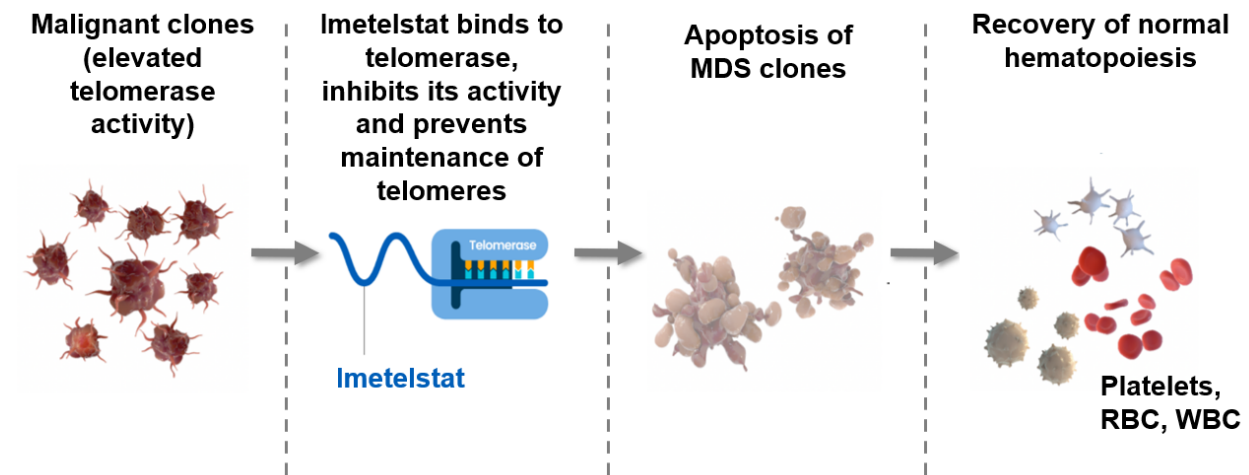 Malignant clones
(elevated
telomerase
activity)
Imetelstat binds to
telomerase,
inhibits its activity
and prevents
maintenance of
telomeres
Telomerase
Imetelstat
Apoptosis of
MDS clones
Recovery of normal
hematopoiesis
Platelets,
RBC, WBC